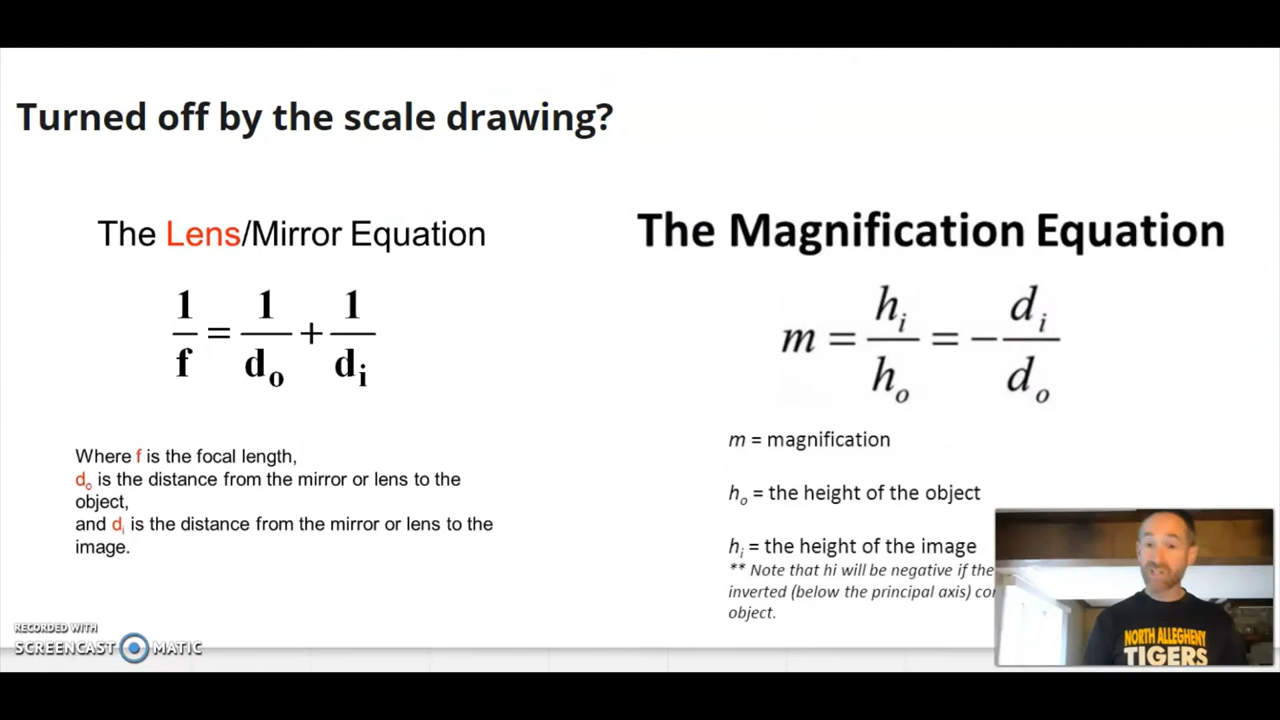 Turned off by the scale drawing?
The Lens/Mirror Equation
1/f = 1/dₒ + 1/dᵢ
Where f is the focal length,
dₒ is the distance from the mirror or lens to the
object,
and dᵢ is the distance from the mirror or lens to the
image.
The Magnification Equation
m = hᵢ/hₒ = - dᵢ/dₒ
m = magnification
hₒ = the height of the object
hᵢ = the height of the image
** Note that hi will be negative if the
inverted (below the principal axis)
object.
RECORDED WITH
SCREENCAST MATIC
NORTH ALLEGHENY
TIGERS